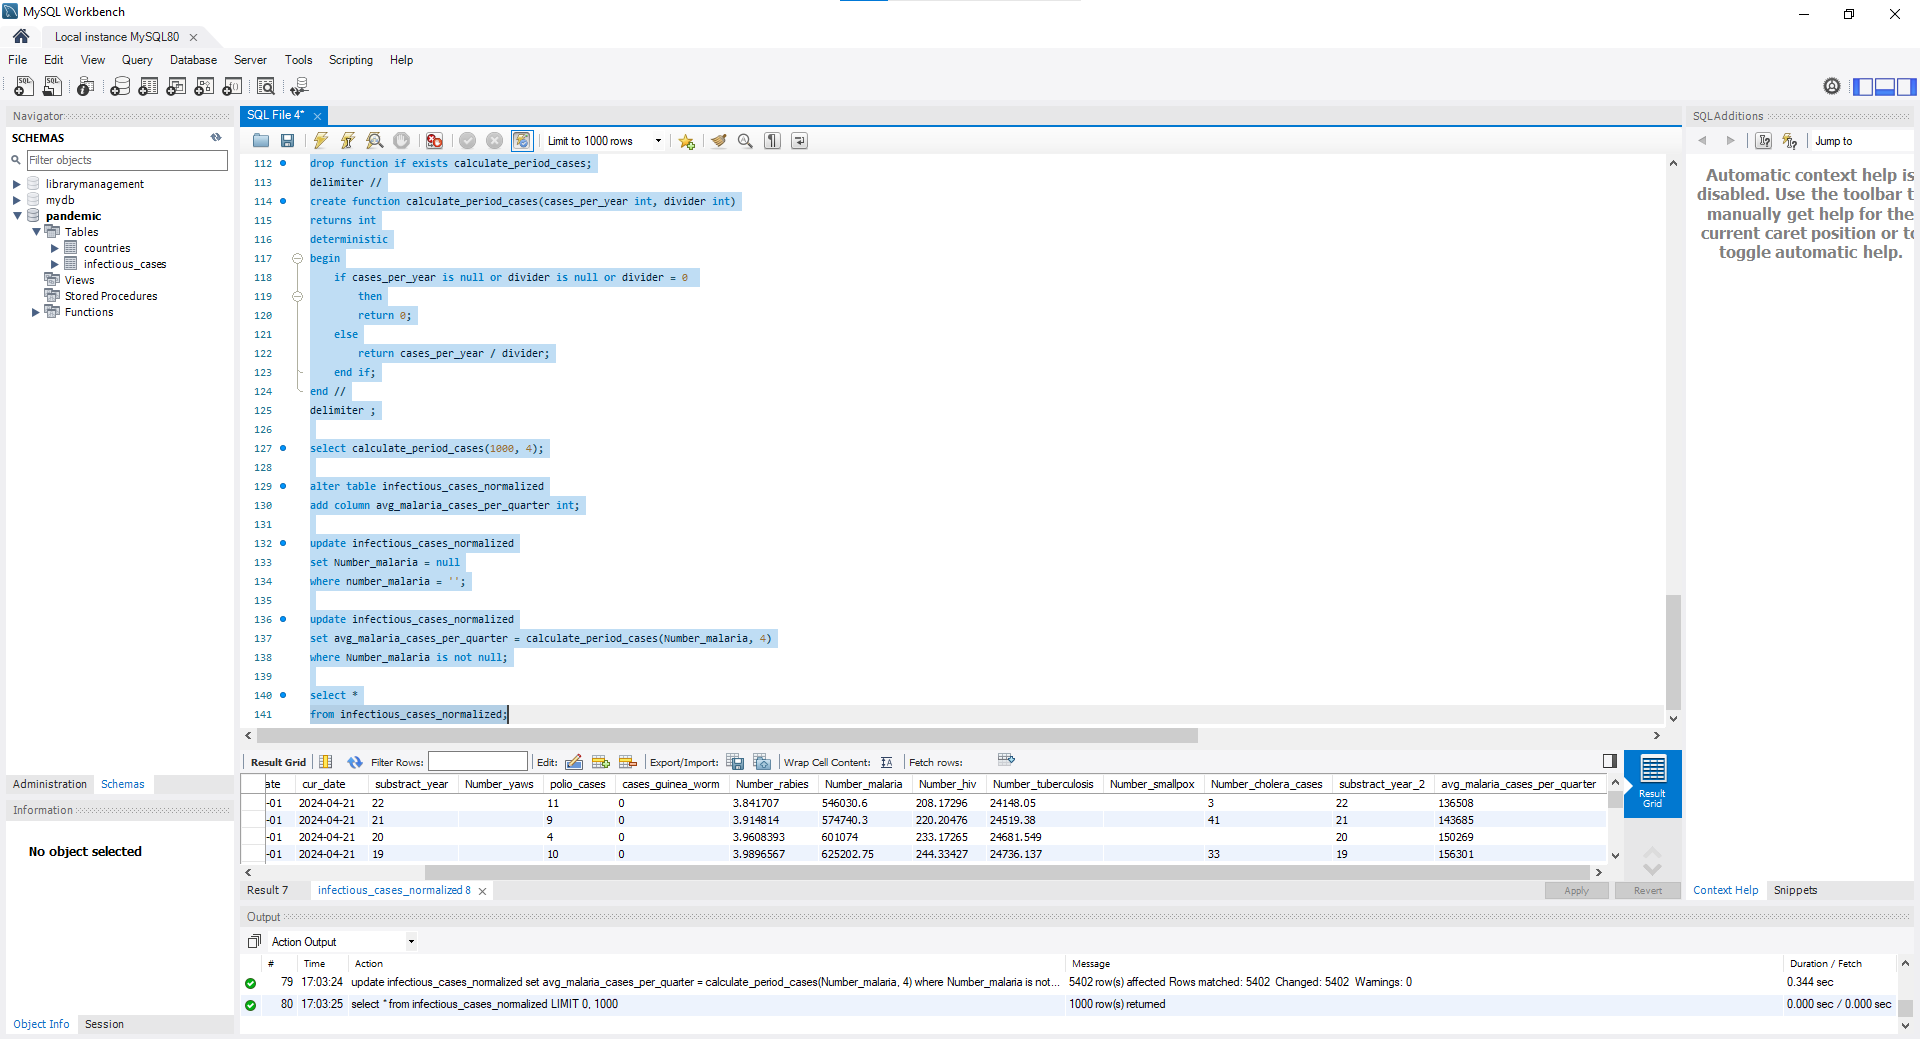 MySQL Workbench
Local instance MySQL80
File Edit View Query Database Server Tools Scripting Help
Navigator
SCHEMAS
Filter objects
librarymanagement
mydb
pandemic
Tables
countries
infectious_cases
Views
Stored Procedures
Functions
Administration Schemas
Information
No object selected
Object Info Session
SQL File 4*
Limit to 1000 rows
112 drop function if exists calculate_period_cases;
113 delimiter //
114 create function calculate_period_cases(cases_per_year int, divider int)
115 returns int
116 deterministic
117 begin
118 if cases_per_year is null or divider is null or divider = 0
119 then
120 return 0;
121 else
122 return cases_per_year / divider;
123 end if;
124 end //
125 delimiter ;
126
127 select calculate_period_cases(1000, 4);
128
129 alter table infectious_cases_normalized
130 add column avg_malaria_cases_per_quarter int;
131
132 update infectious_cases_normalized
133 set Number_malaria = null
134 where number_malaria = '';
135
136 update infectious_cases_normalized
137 set avg_malaria_cases_per_quarter = calculate_period_cases(Number_malaria, 4)
138 where Number_malaria is not null;
139
140 select *
141 from infectious_cases_normalized;
Result Grid Filter Rows: Edit: Export/Import: Wrap Cell Content: Fetch rows:
ate cur_date substract_year Number_yaws polio_cases cases_guinea_worm Number_rabies Number_malaria Number_hiv Number_tuberculosis Number_smallpox Number_cholera_cases substract_year_2 avg_malaria_cases_per_quarter
-01 2024-04-21 22 11 0 3.841707 546030.6 208.17296 24148.05 3 22 136508
-01 2024-04-21 21 9 0 3.914814 574740.3 220.20476 24519.38 41 21 143685
-01 2024-04-21 20 4 0 3.9608393 601074 233.17265 24681.549 20 150269
-01 2024-04-21 19 10 0 3.9896567 625202.75 244.33427 24736.137 33 19 156301
Result Grid
Result 7 infectious_cases_normalized 8
Apply Revert
Output
Action Output
# Time Action Message Duration / Fetch
79 17:03:24 update infectious_cases_normalized set avg_malaria_cases_per_quarter = calculate_period_cases(Number_malaria, 4) where Number_malaria is not... 5402 row(s) affected Rows matched: 5402 Changed: 5402 Warnings: 0 0.344 sec
80 17:03:25 select * from infectious_cases_normalized LIMIT 0, 1000 1000 row(s) returned 0.000 sec / 0.000 sec
SQLAdditions
Jump to
Automatic context help is
disabled. Use the toolbar t
manually get help for the
current caret position or to
toggle automatic help.
Context Help Snippets